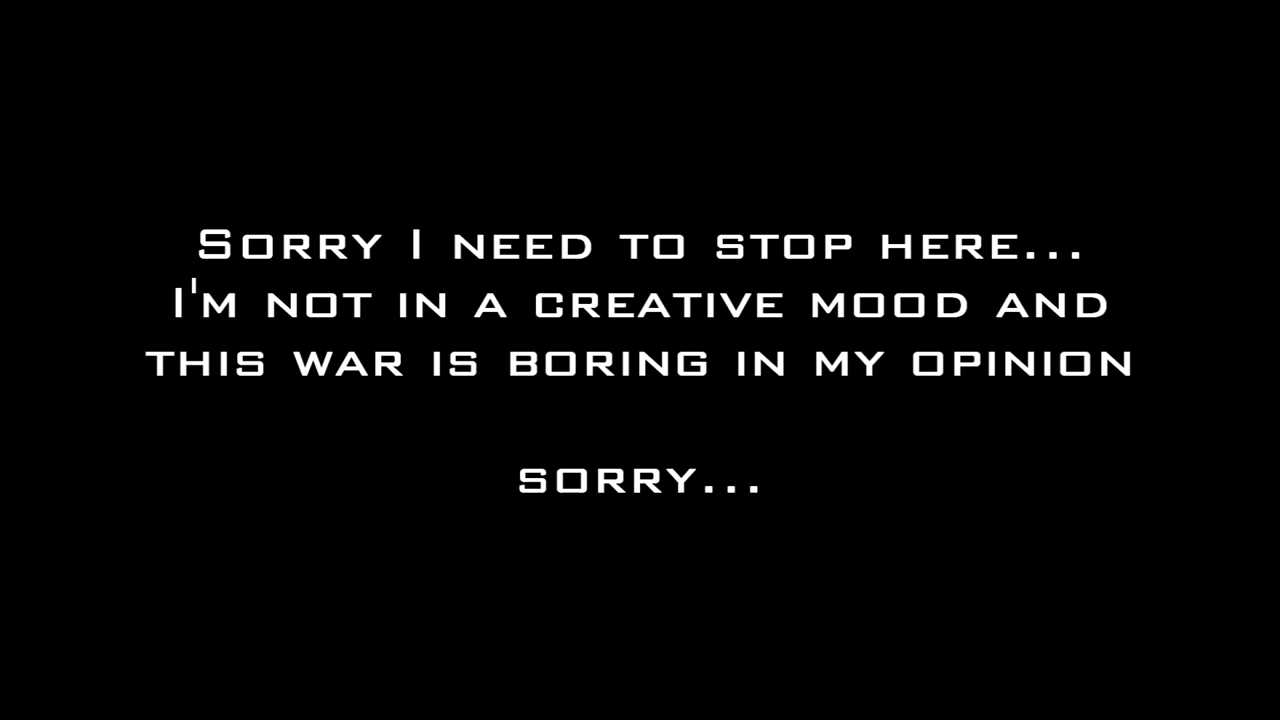 Sorry I need to stop here...
I'm not in a creative mood and
this war is boring in my opinion
sorry...